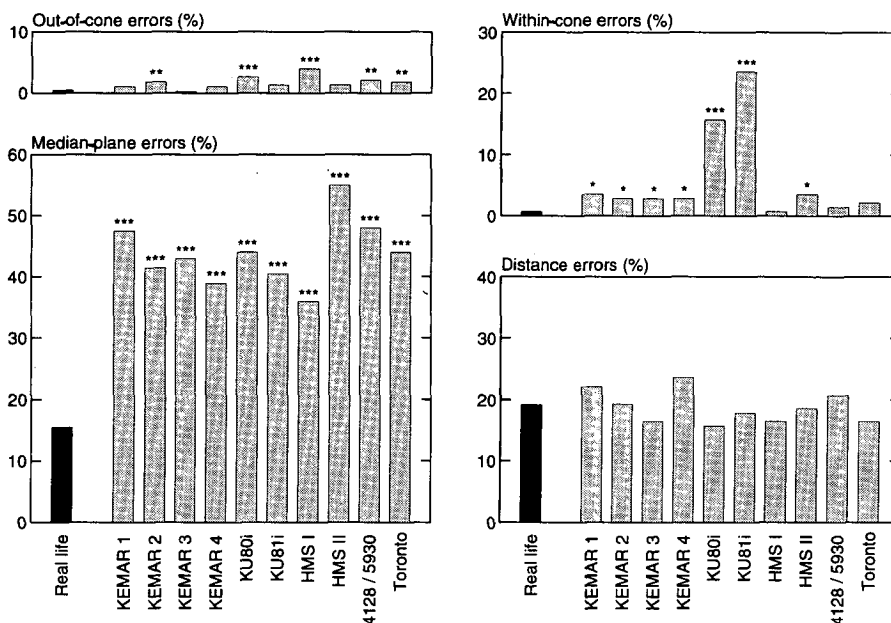 Out-of-cone errors (%)
10
0
** *** *** ** **
Median-plane errors (%)
60
50
40
30
20
10
0
*** *** *** *** *** *** *** *** *** ***
Real life
KEMAR 1
KEMAR 2
KEMAR 3
KEMAR 4
KU80i
KU81i
HMS I
HMS II
4128 / 5930
Toronto
Within-cone errors (%)
30
20
10
0
* * * * *** *** *
Distance errors (%)
40
30
20
10
0
Real life
KEMAR 1
KEMAR 2
KEMAR 3
KEMAR 4
KU80i
KU81i
HMS I
HMS II
4128 / 5930
Toronto